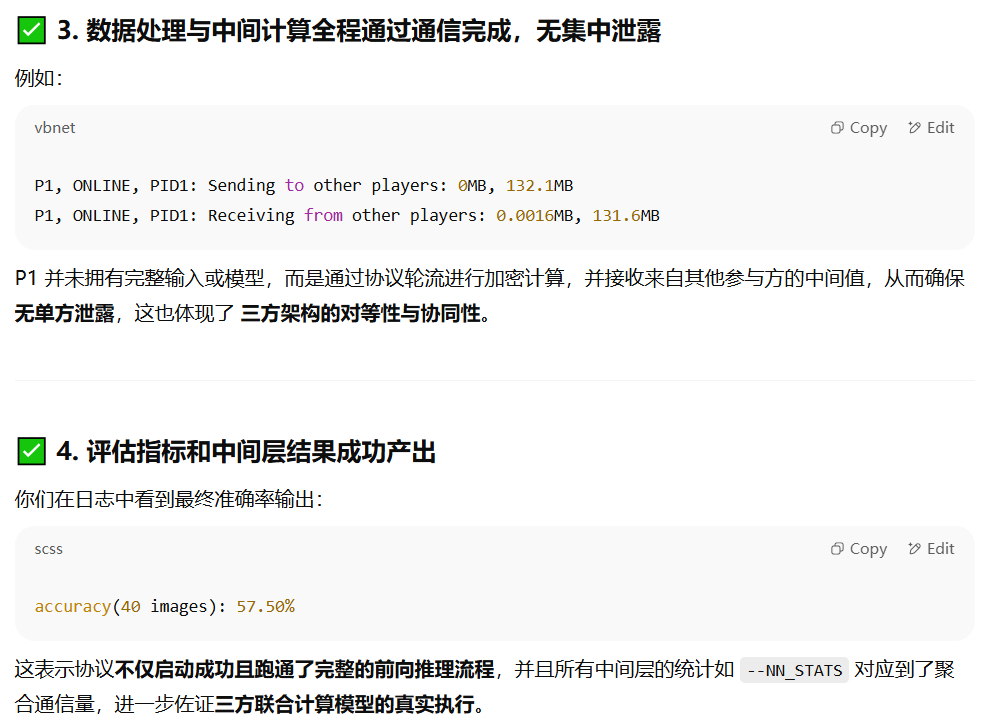 ✅ 3. 数据处理与中间计算全程通过通信完成，无集中泄露
例如：
vbnet
Copy
Edit
P1, ONLINE, PID1: Sending to other players: 0MB, 132.1MB
P1, ONLINE, PID1: Receiving from other players: 0.0016MB, 131.6MB
P1 并未拥有完整输入或模型，而是通过协议轮流进行加密计算，并接收来自其他参与方的中间值，从而确保
无单方泄露，这也体现了 三方架构的对等性与协同性。
✅ 4. 评估指标和中间层结果成功产出
你们在日志中看到最终准确率输出：
scss
Copy
Edit
accuracy(40 images): 57.50%
这表示协议不仅启动成功且跑通了完整的前向推理流程，并且所有中间层的统计如 --NN_STATS 对应到了聚
合通信量，进一步佐证三方联合计算模型的真实执行。